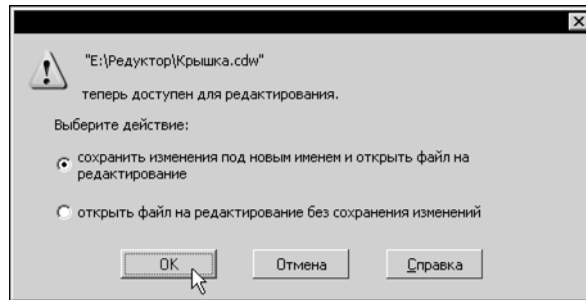 "E:\Редуктор\Крышка.cdw"
теперь доступен для редактирования.
Выберите действие:
сохранить изменения под новым именем и открыть файл на
редактирование
открыть файл на редактирование без сохранения изменений
OK Отмена Справка